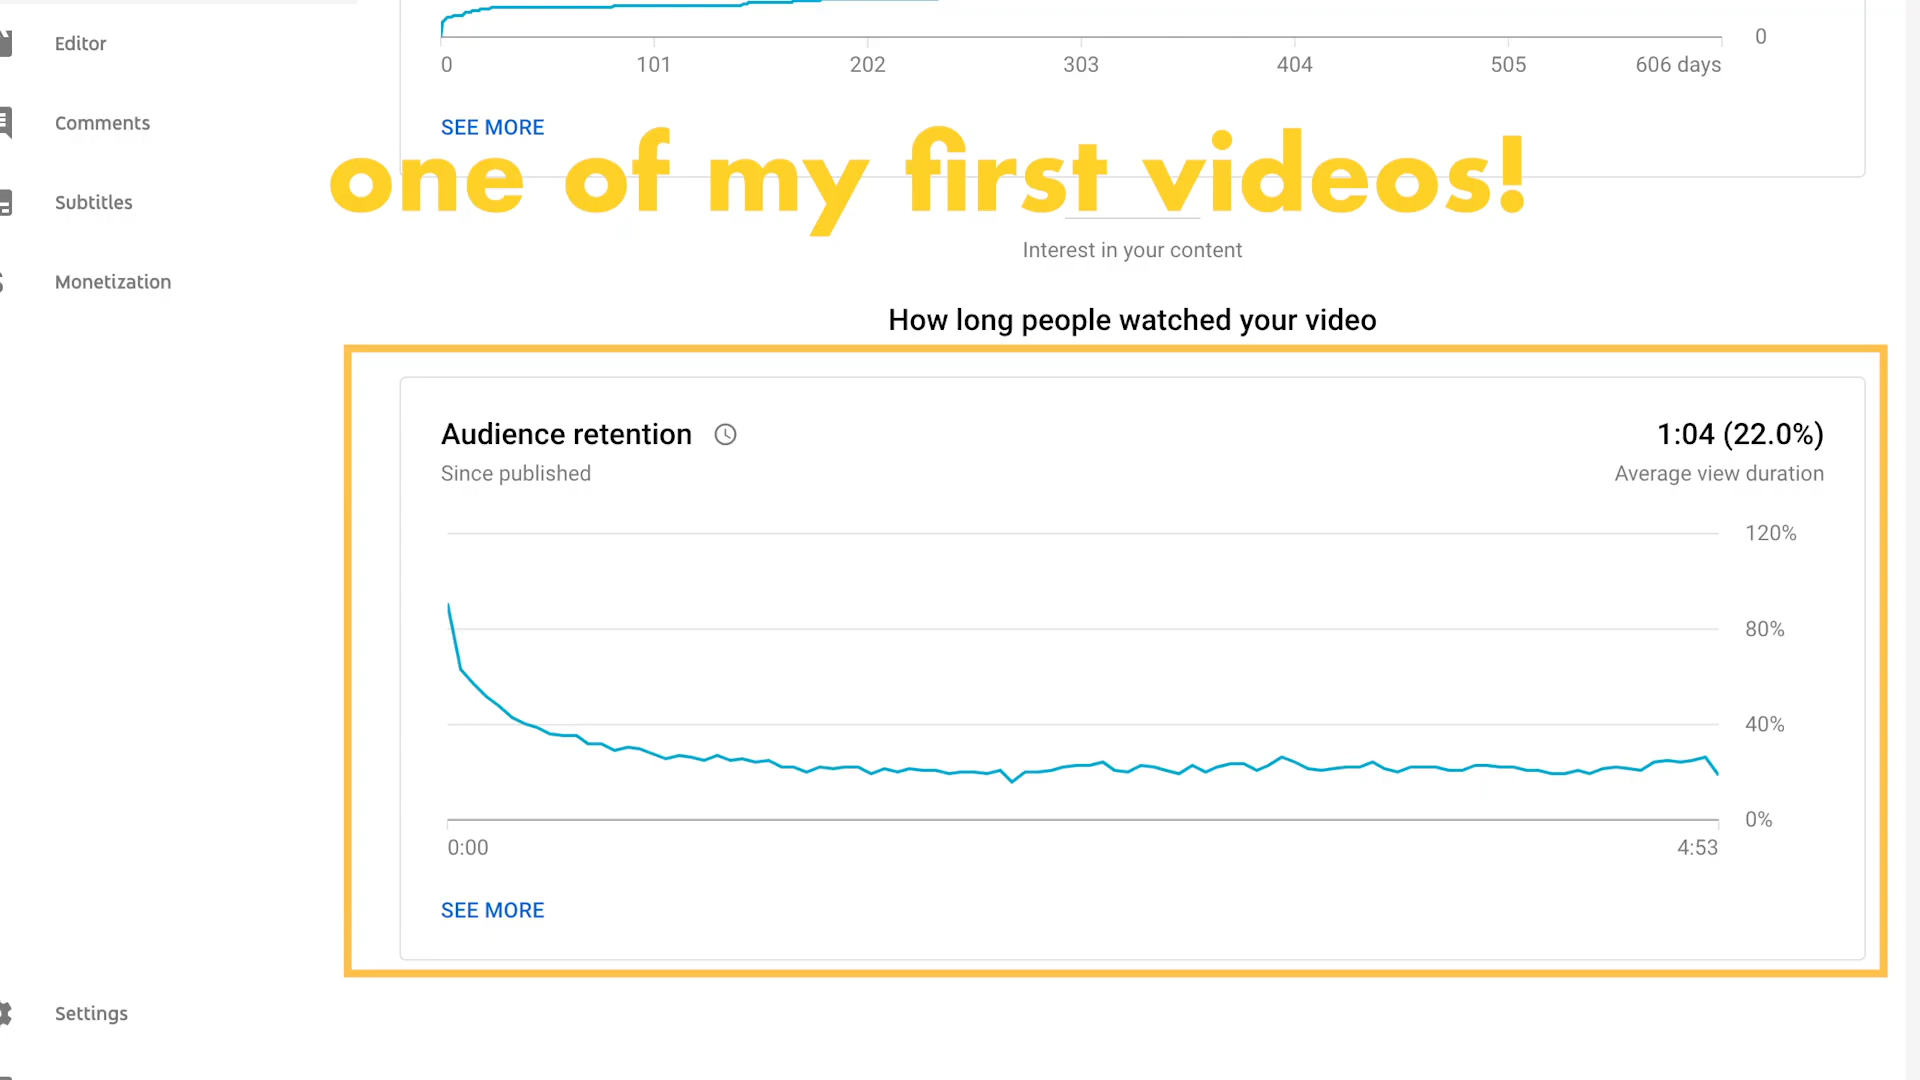 Editor
Comments
Subtitles
Monetization
Settings
0
0 101 202 303 404 505 606 days
SEE MORE
one of my first videos!
Interest in your content
How long people watched your video
Audience retention
1:04 (22.0%)
Since published
Average view duration
120%
80%
40%
0%
0:00 4:53
SEE MORE